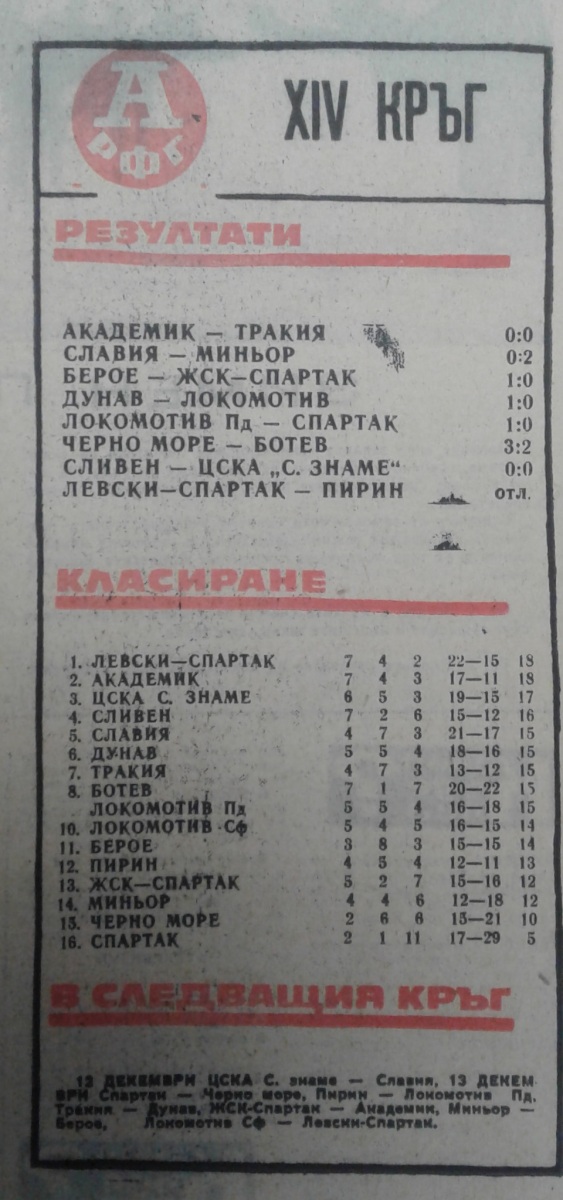 А
РФБ
XIV КРЪГ
РЕЗУЛТАТИ
АКАДЕМИК — ТРАКИЯ 0:0
СЛАВИЯ — МИНЬОР 0:2
БЕРОЕ — ЖСК—СПАРТАК 1:0
ДУНАВ — ЛОКОМОТИВ 1:0
ЛОКОМОТИВ Пд — СПАРТАК 1:0
ЧЕРНО МОРЕ — БОТЕВ 3:2
СЛИВЕН — ЦСКА „С. ЗНАМЕ“ 0:0
ЛЕВСКИ—СПАРТАК — ПИРИН отл.
КЛАСИРАНЕ
1. ЛЕВСКИ—СПАРТАК 7 4 2 22—15 18
2. АКАДЕМИК 7 4 3 17—11 18
3. ЦСКА С. ЗНАМЕ 6 5 3 19—15 17
4. СЛИВЕН 7 2 6 15—12 16
5. СЛАВИЯ 4 7 3 21—17 15
6. ДУНАВ 5 5 4 18—16 15
7. ТРАКИЯ 4 7 3 13—12 15
8. БОТЕВ 7 1 7 20—22 15
ЛОКОМОТИВ Пд 5 5 4 16—18 15
10. ЛОКОМОТИВ Сф 5 4 5 16—15 14
11. БЕРОЕ 3 8 3 15—15 14
12. ПИРИН 4 5 4 12—11 13
13. ЖСК—СПАРТАК 5 2 7 15—16 12
14. МИНЬОР 4 4 6 12—18 12
15. ЧЕРНО МОРЕ 2 6 6 15—21 10
16. СПАРТАК 2 1 11 17—29 5
В СЛЕДВАЩИЯ КРЪГ
12 ДЕКЕМВРИ ЦСКА С. знаме — Славия, 13 ДЕКЕМ
ВРИ Спартак — Черно море, Пирин — Локомотив Пд,
Тракия — Дунав, ЖСК-Спартак — Академик, Миньор —
Берое, Локомотив Сф — Левски-Спартак.